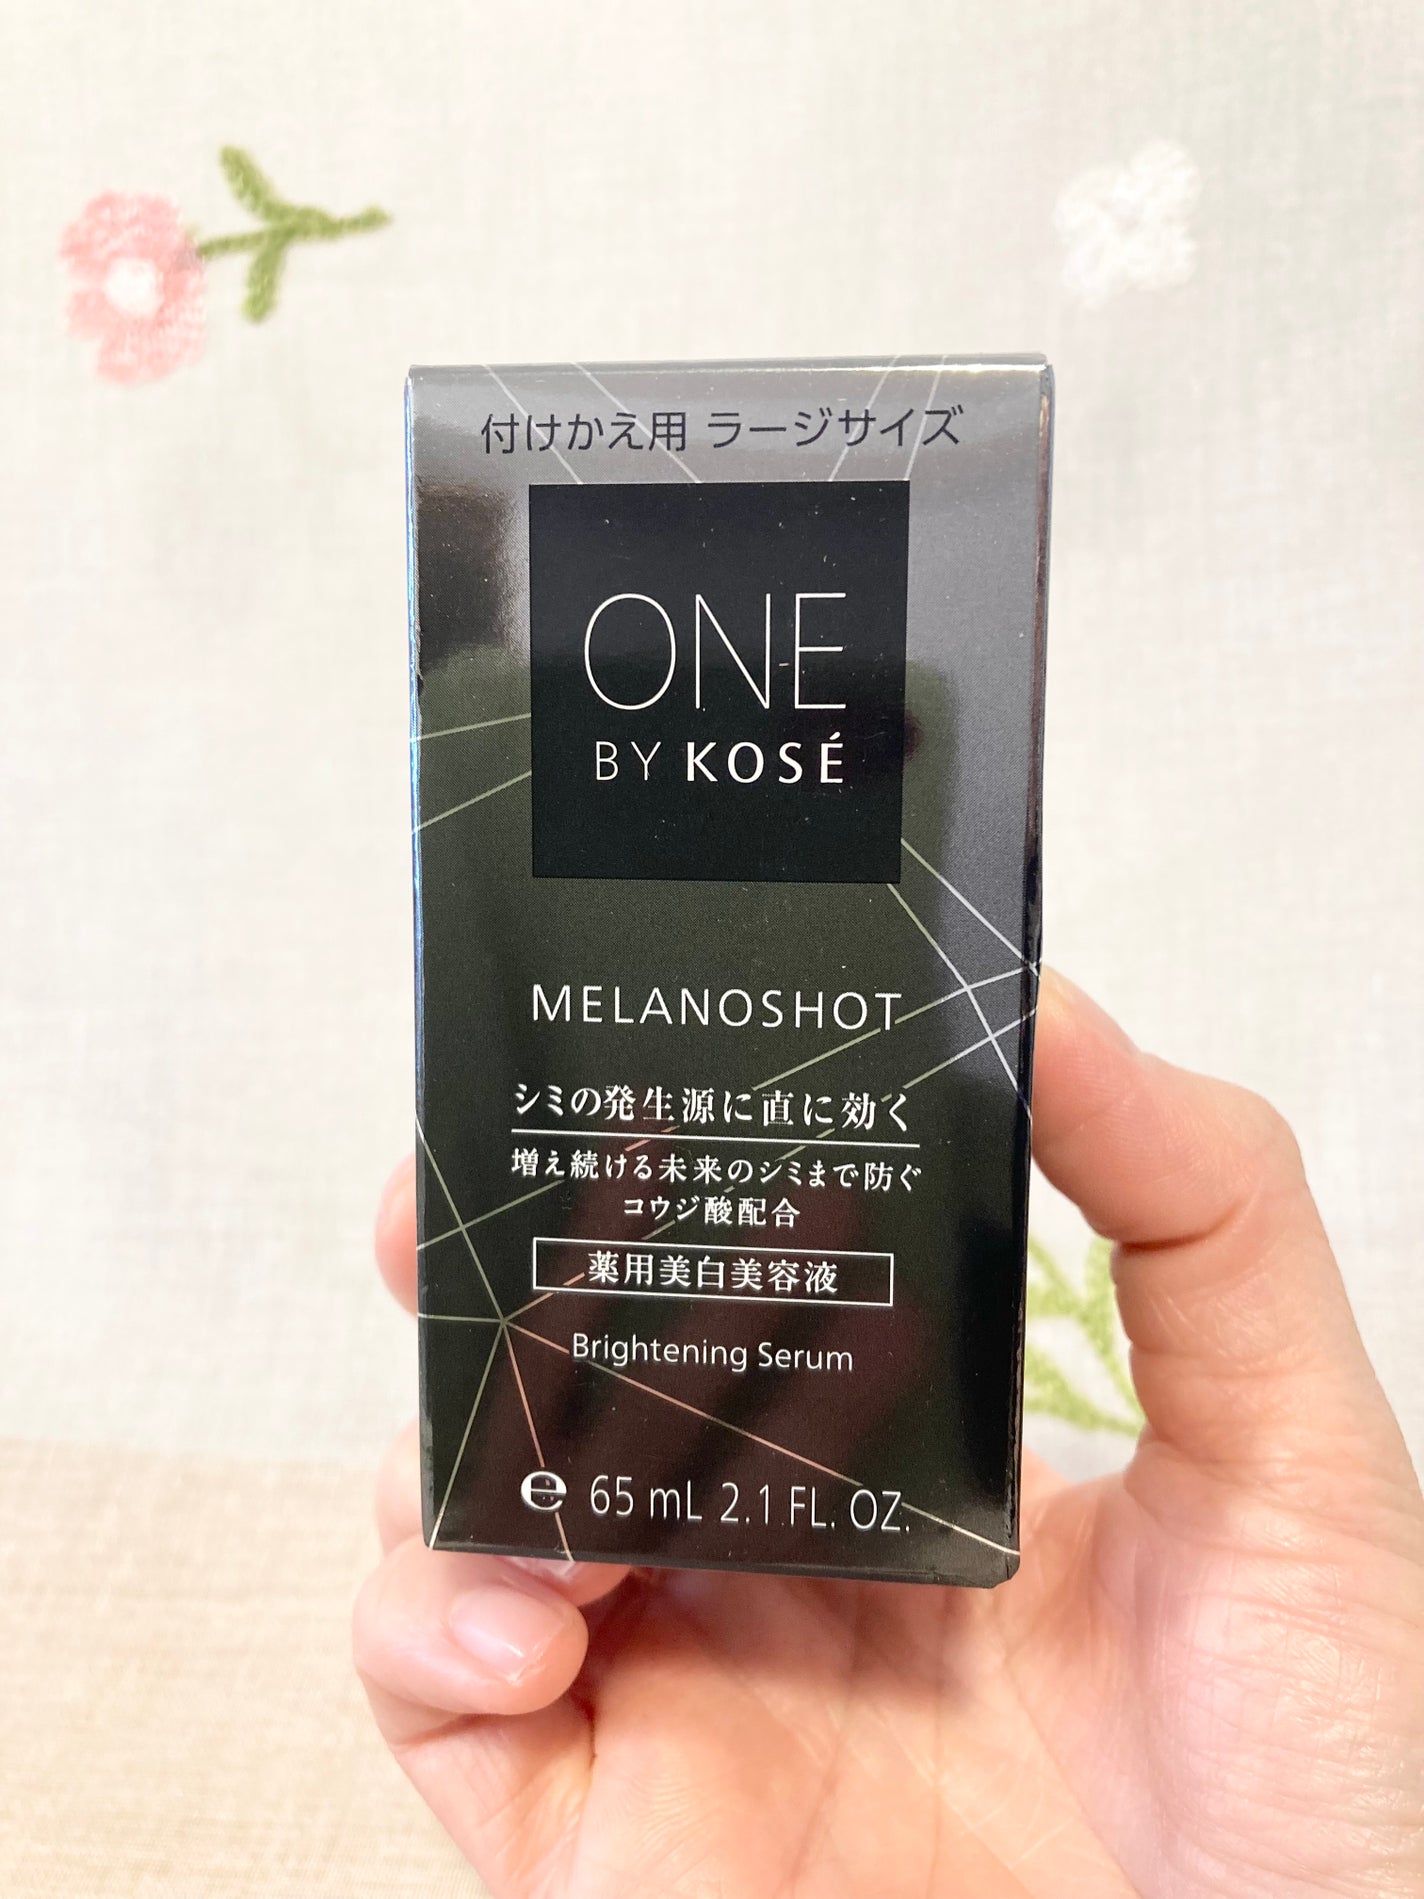 付けかえ用 ラージサイズ
ONE
BY KOSÉ
MELANOSHOT
シミの発生源に直に効く
増え続ける未来のシミまで防ぐ
コウジ酸配合
薬用美白美容液
Brightening Serum
℮ 65 mL 2.1 FL. OZ.